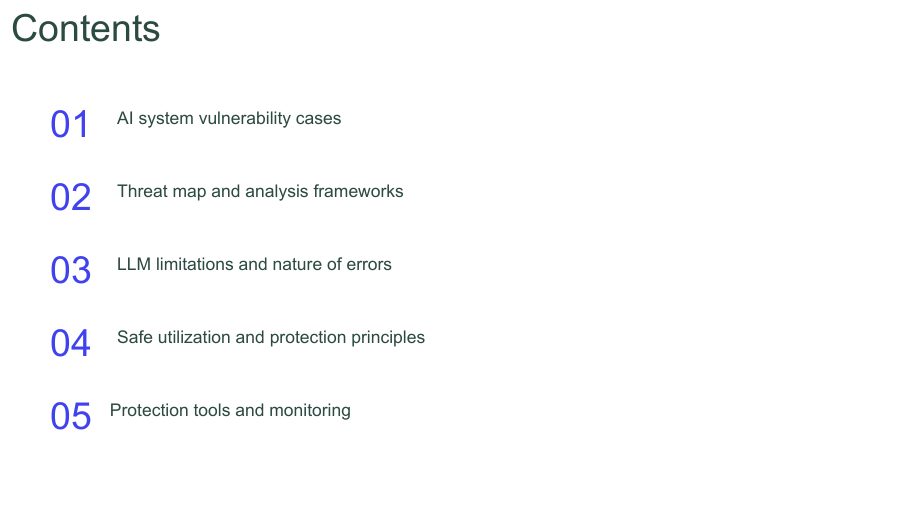 Contents
01 AI system vulnerability cases
02 Threat map and analysis frameworks
03 LLM limitations and nature of errors
04 Safe utilization and protection principles
05 Protection tools and monitoring